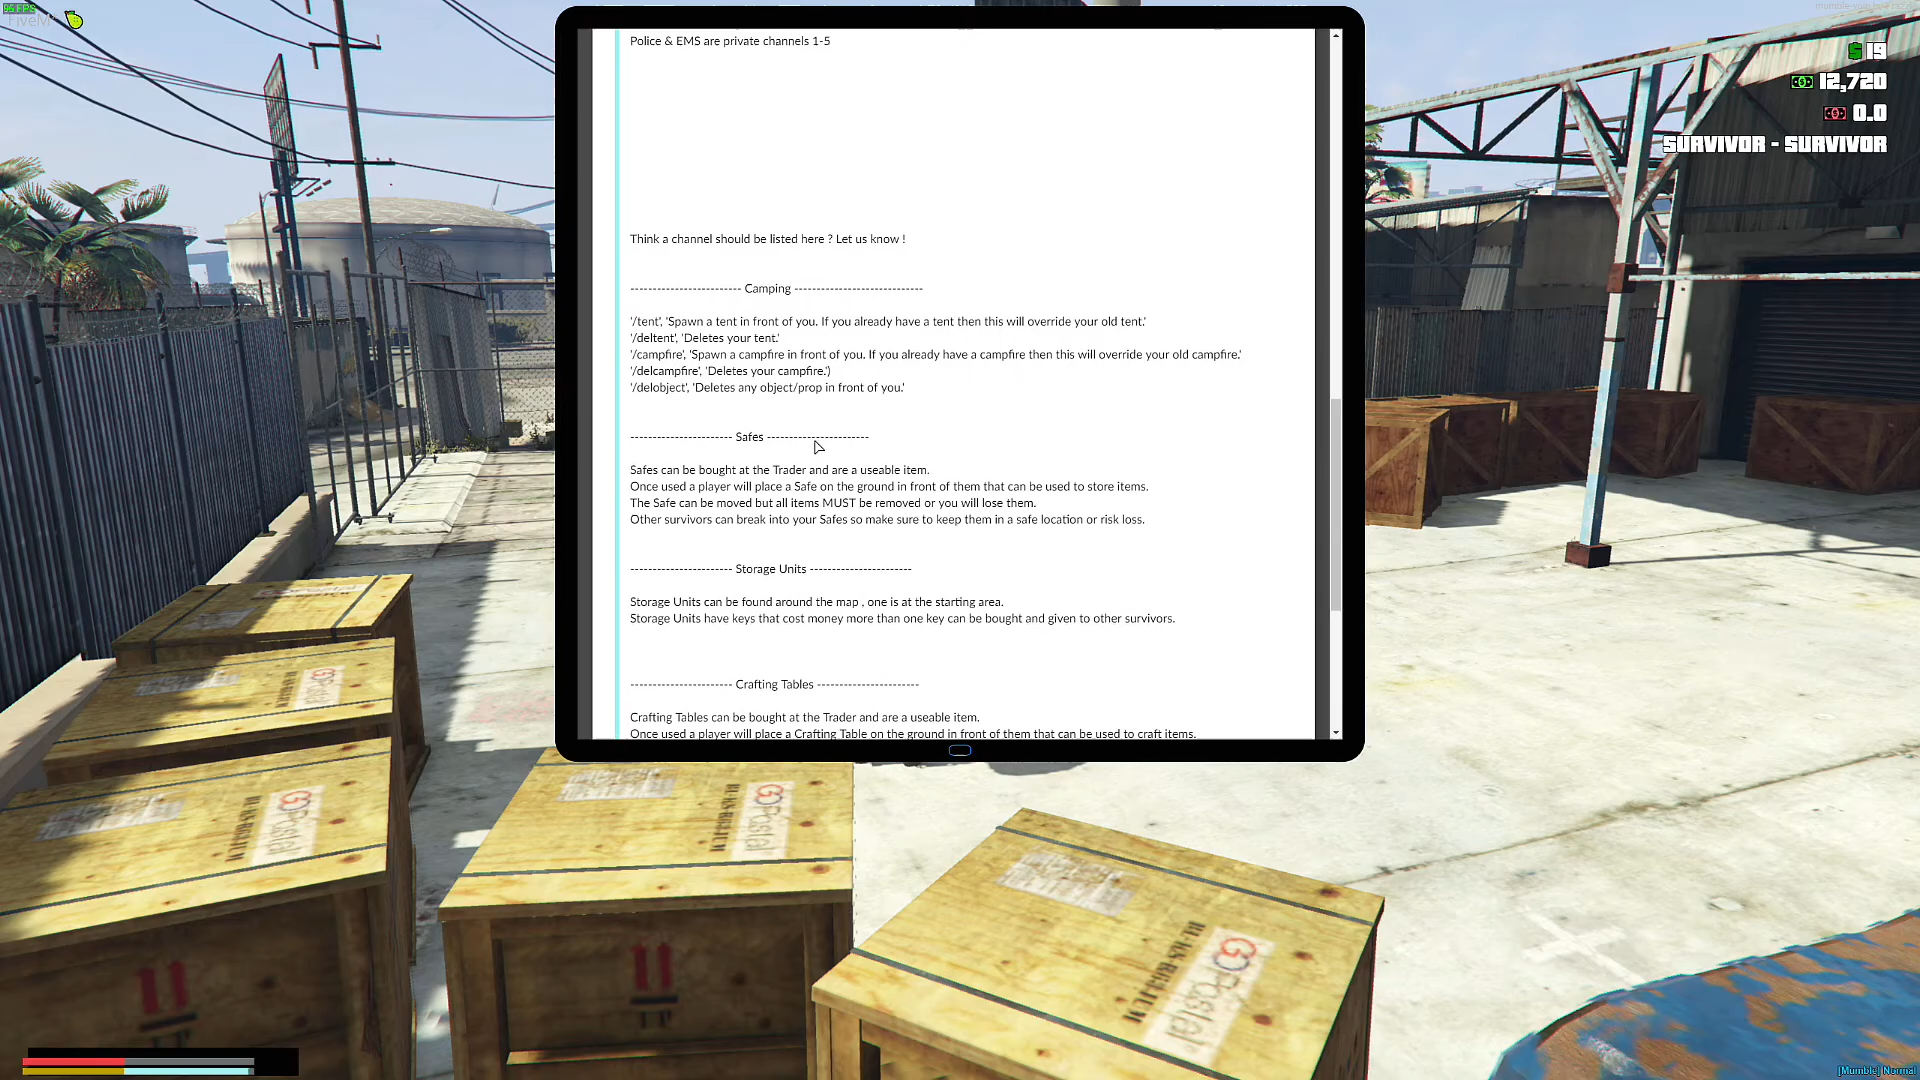 95 FPS
FiveM
Police & EMS are private channels 1-5
$ 19
12,720
0.0
SURVIVOR - SURVIVOR
Think a channel should be listed here ? Let us know !
------------------------- Camping -----------------------------
'/tent', 'Spawn a tent in front of you. If you already have a tent then this will override your old tent.'
'/deltent', 'Deletes your tent.'
'/campfire', 'Spawn a campfire in front of you. If you already have a campfire then this will override your old campfire.'
'/delcampfire', 'Deletes your campfire.')
'/delobject', 'Deletes any object/prop in front of you.'
----------------------- Safes -----------------------
Safes can be bought at the Trader and are a useable item.
Once used a player will place a Safe on the ground in front of them that can be used to store items.
The Safe can be moved but all items MUST be removed or you will lose them.
Other survivors can break into your Safes so make sure to keep them in a safe location or risk loss.
----------------------- Storage Units -----------------------
Storage Units can be found around the map , one is at the starting area.
Storage Units have keys that cost money more than one key can be bought and given to other survivors.
----------------------- Crafting Tables -----------------------
Crafting Tables can be bought at the Trader and are a useable item.
Once used a player will place a Crafting Table on the ground in front of them that can be used to craft items.
GOPostal
GOPostal
GOPostal
GOPostal
[Mumble] Normal